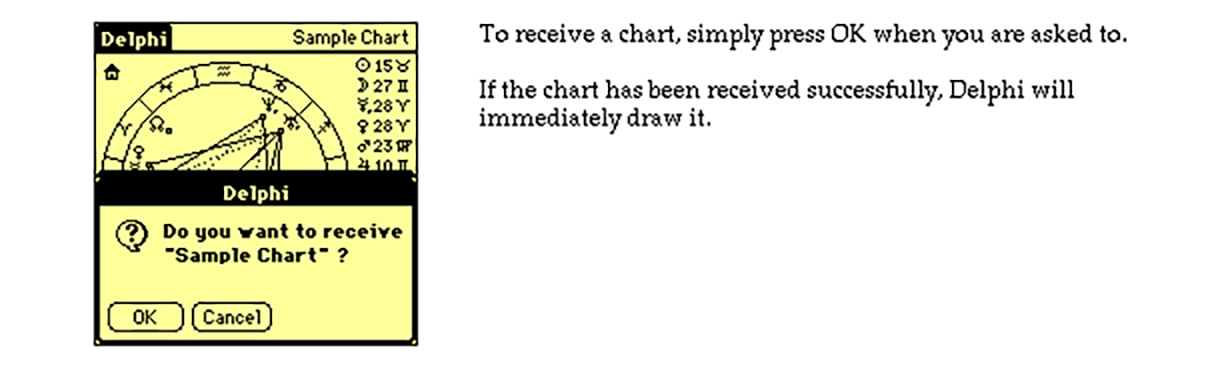 Delphi
Sample Chart
☉15♉
☽27♊
28♈
♀28♈
♂23
♃10♊
Delphi
Do you want to receive
"Sample Chart" ?
OK
Cancel
To receive a chart, simply press OK when you are asked to.
If the chart has been received successfully, Delphi will
immediately draw it.